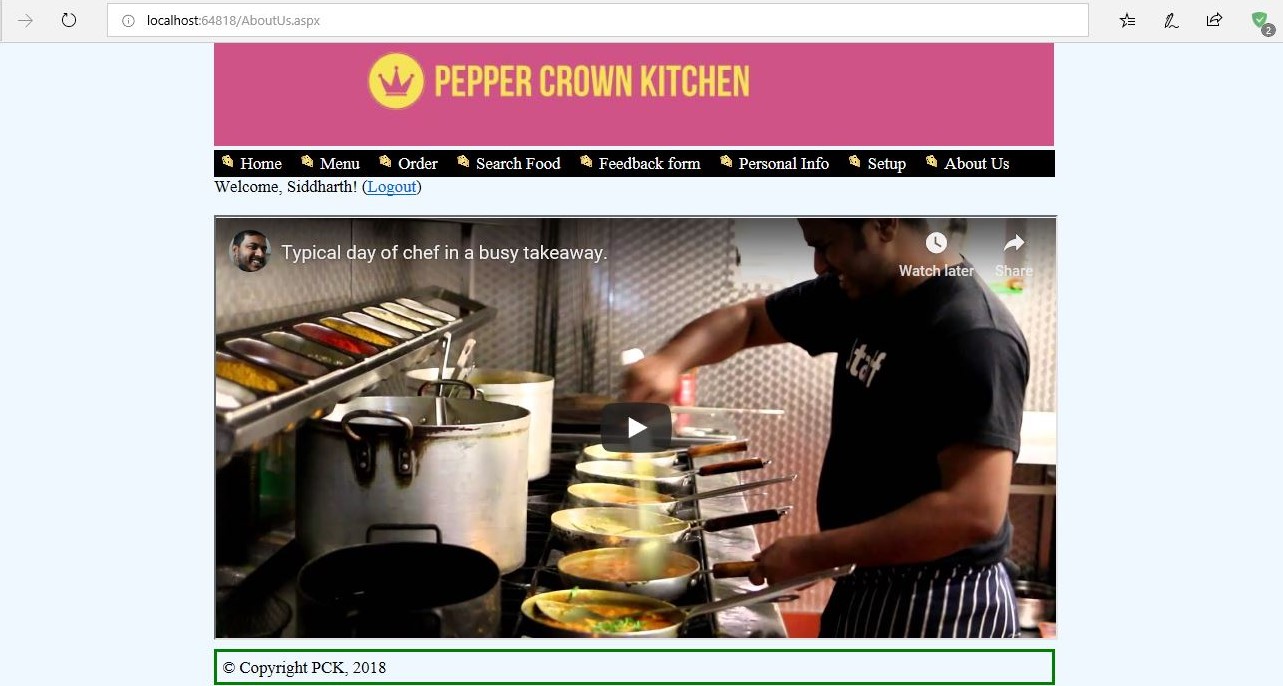 localhost:64818/AboutUs.aspx
2
PEPPER CROWN KITCHEN
Home Menu Order Search Food Feedback form Personal Info Setup About Us
Welcome, Siddharth! (Logout)
Typical day of chef in a busy takeaway.
Watch later Share
Staf
© Copyright PCK, 2018